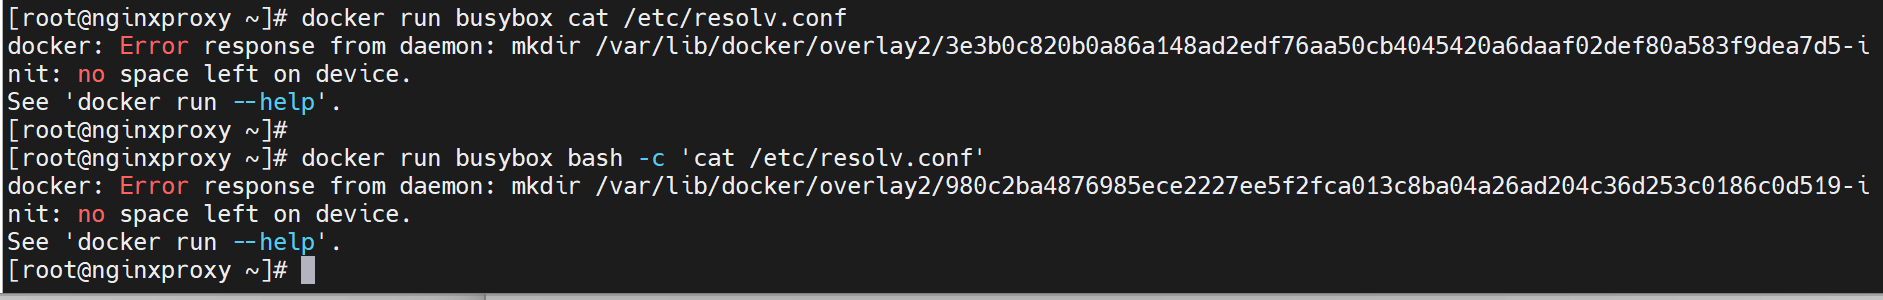 [root@nginxproxy ~]# docker run busybox cat /etc/resolv.conf
docker: Error response from daemon: mkdir /var/lib/docker/overlay2/3e3b0c820b0a86a148ad2edf76aa50cb4045420a6daaf02def80a583f9dea7d5-i
nit: no space left on device.
See 'docker run --help'.
[root@nginxproxy ~]#
[root@nginxproxy ~]# docker run busybox bash -c 'cat /etc/resolv.conf'
docker: Error response from daemon: mkdir /var/lib/docker/overlay2/980c2ba4876985ece2227ee5f2fca013c8ba04a26ad204c36d253c0186c0d519-i
nit: no space left on device.
See 'docker run --help'.
[root@nginxproxy ~]#